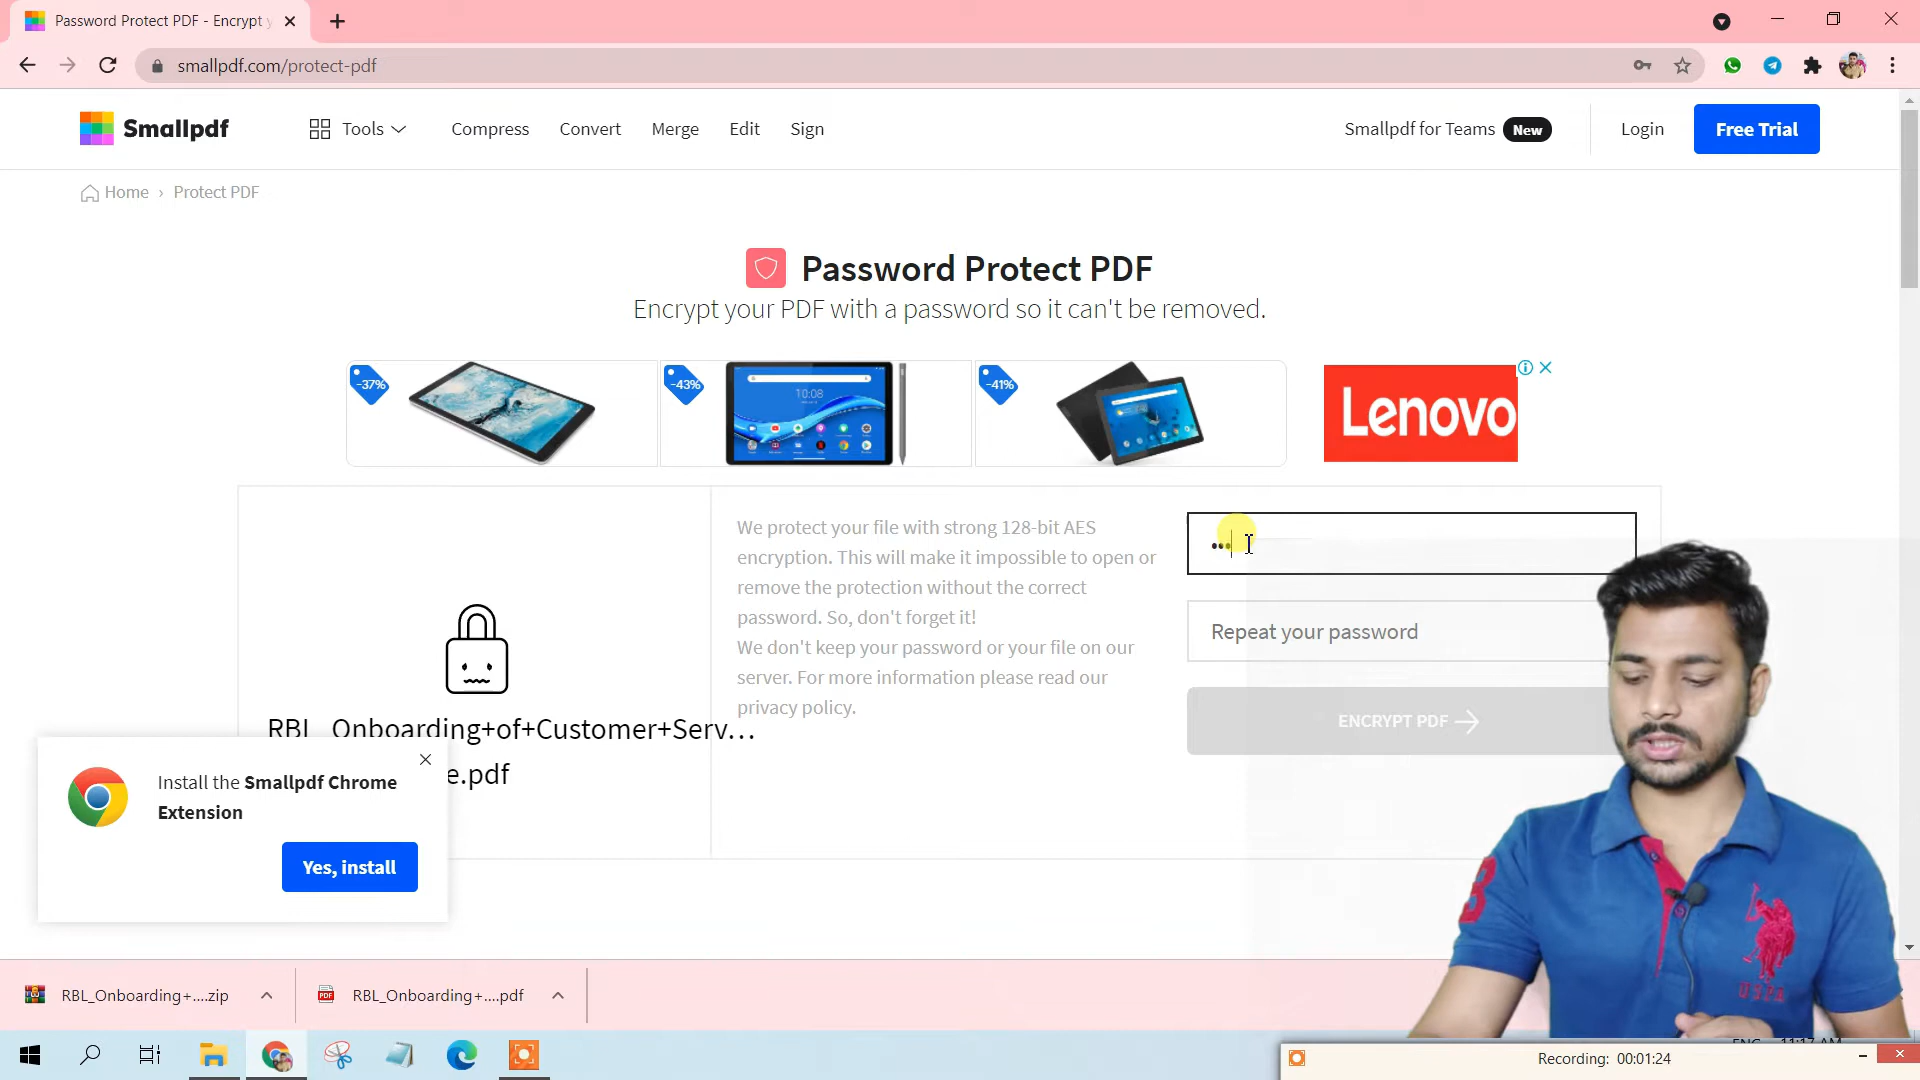 Password Protect PDF - Encrypt y
smallpdf.com/protect-pdf
Smallpdf
Tools
Compress
Convert
Merge
Edit
Sign
Smallpdf for Teams New
Login
Free Trial
Home › Protect PDF
Password Protect PDF
Encrypt your PDF with a password so it can't be removed.
-37%
-43%
10:08
-41%
Lenovo
We protect your file with strong 128-bit AES
encryption. This will make it impossible to open or
remove the protection without the correct
password. So, don't forget it!
We don't keep your password or your file on our
server. For more information please read our
privacy policy.
Repeat your password
ENCRYPT PDF
RBL_Onboarding+of+Customer+Serv...
e.pdf
Install the Smallpdf Chrome
Extension
Yes, install
3
USPA
RBL_Onboarding+....zip
PDF
RBL_Onboarding+....pdf
Recording: 00:01:24